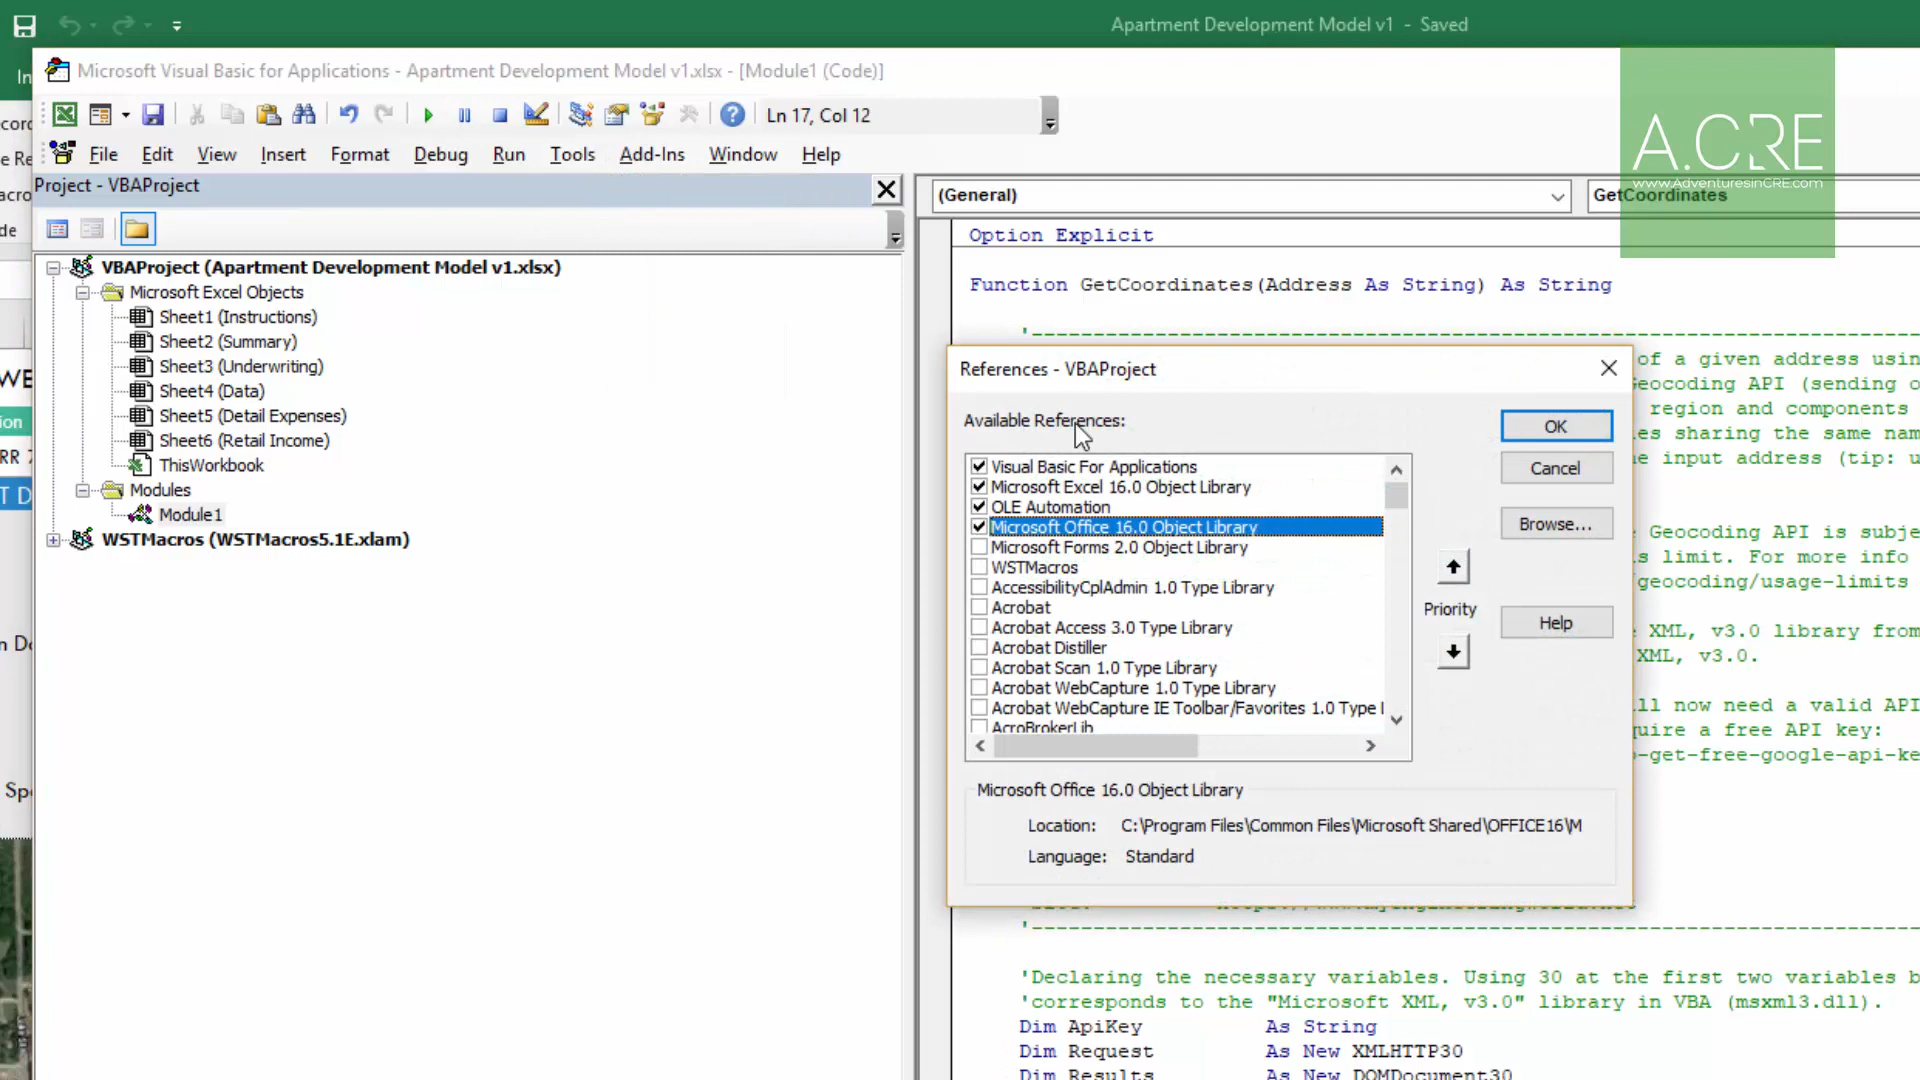 Apartment Development Model v1 - Saved
Microsoft Visual Basic for Applications - Apartment Development Model v1.xlsx - [Module1 (Code)]
Ln 17, Col 12
File Edit View Insert Format Debug Run Tools Add-Ins Window Help
A.CRE
www.AdventuresinCRE.com
Project - VBAProject
(General)
GetCoordinates
VBAProject (Apartment Development Model v1.xlsx)
Microsoft Excel Objects
Sheet1 (Instructions)
Sheet2 (Summary)
Sheet3 (Underwriting)
Sheet4 (Data)
Sheet5 (Detail Expenses)
Sheet6 (Retail Income)
ThisWorkbook
Modules
Module1
WSTMacros (WSTMacros5.1E.xlam)
Option Explicit
Function GetCoordinates(Address As String) As String
of a given address usin
eocoding API (sending o
region and components
es sharing the same nam
e input address (tip: u
Geocoding API is subje
s limit. For more info
/geocoding/usage-limits
XML, v3.0 library from
XML, v3.0.
ll now need a valid API
quire a free API key:
-get-free-google-api-ke
References - VBAProject
Available References:
Visual Basic For Applications
Microsoft Excel 16.0 Object Library
OLE Automation
Microsoft Office 16.0 Object Library
Microsoft Forms 2.0 Object Library
WSTMacros
AccessibilityCplAdmin 1.0 Type Library
Acrobat
Acrobat Access 3.0 Type Library
Acrobat Distiller
Acrobat Scan 1.0 Type Library
Acrobat WebCapture 1.0 Type Library
Acrobat WebCapture IE Toolbar/Favorites 1.0 Type l
AcroBrokerLib
OK
Cancel
Browse...
Priority
Help
Microsoft Office 16.0 Object Library
Location: C:\Program Files\Common Files\Microsoft Shared\OFFICE16\M
Language: Standard
'Declaring the necessary variables. Using 30 at the first two variables b
'corresponds to the "Microsoft XML, v3.0" library in VBA (msxml3.dll).
Dim ApiKey As String
Dim Request As New XMLHTTP30
Dim Results As New DOMDocument30